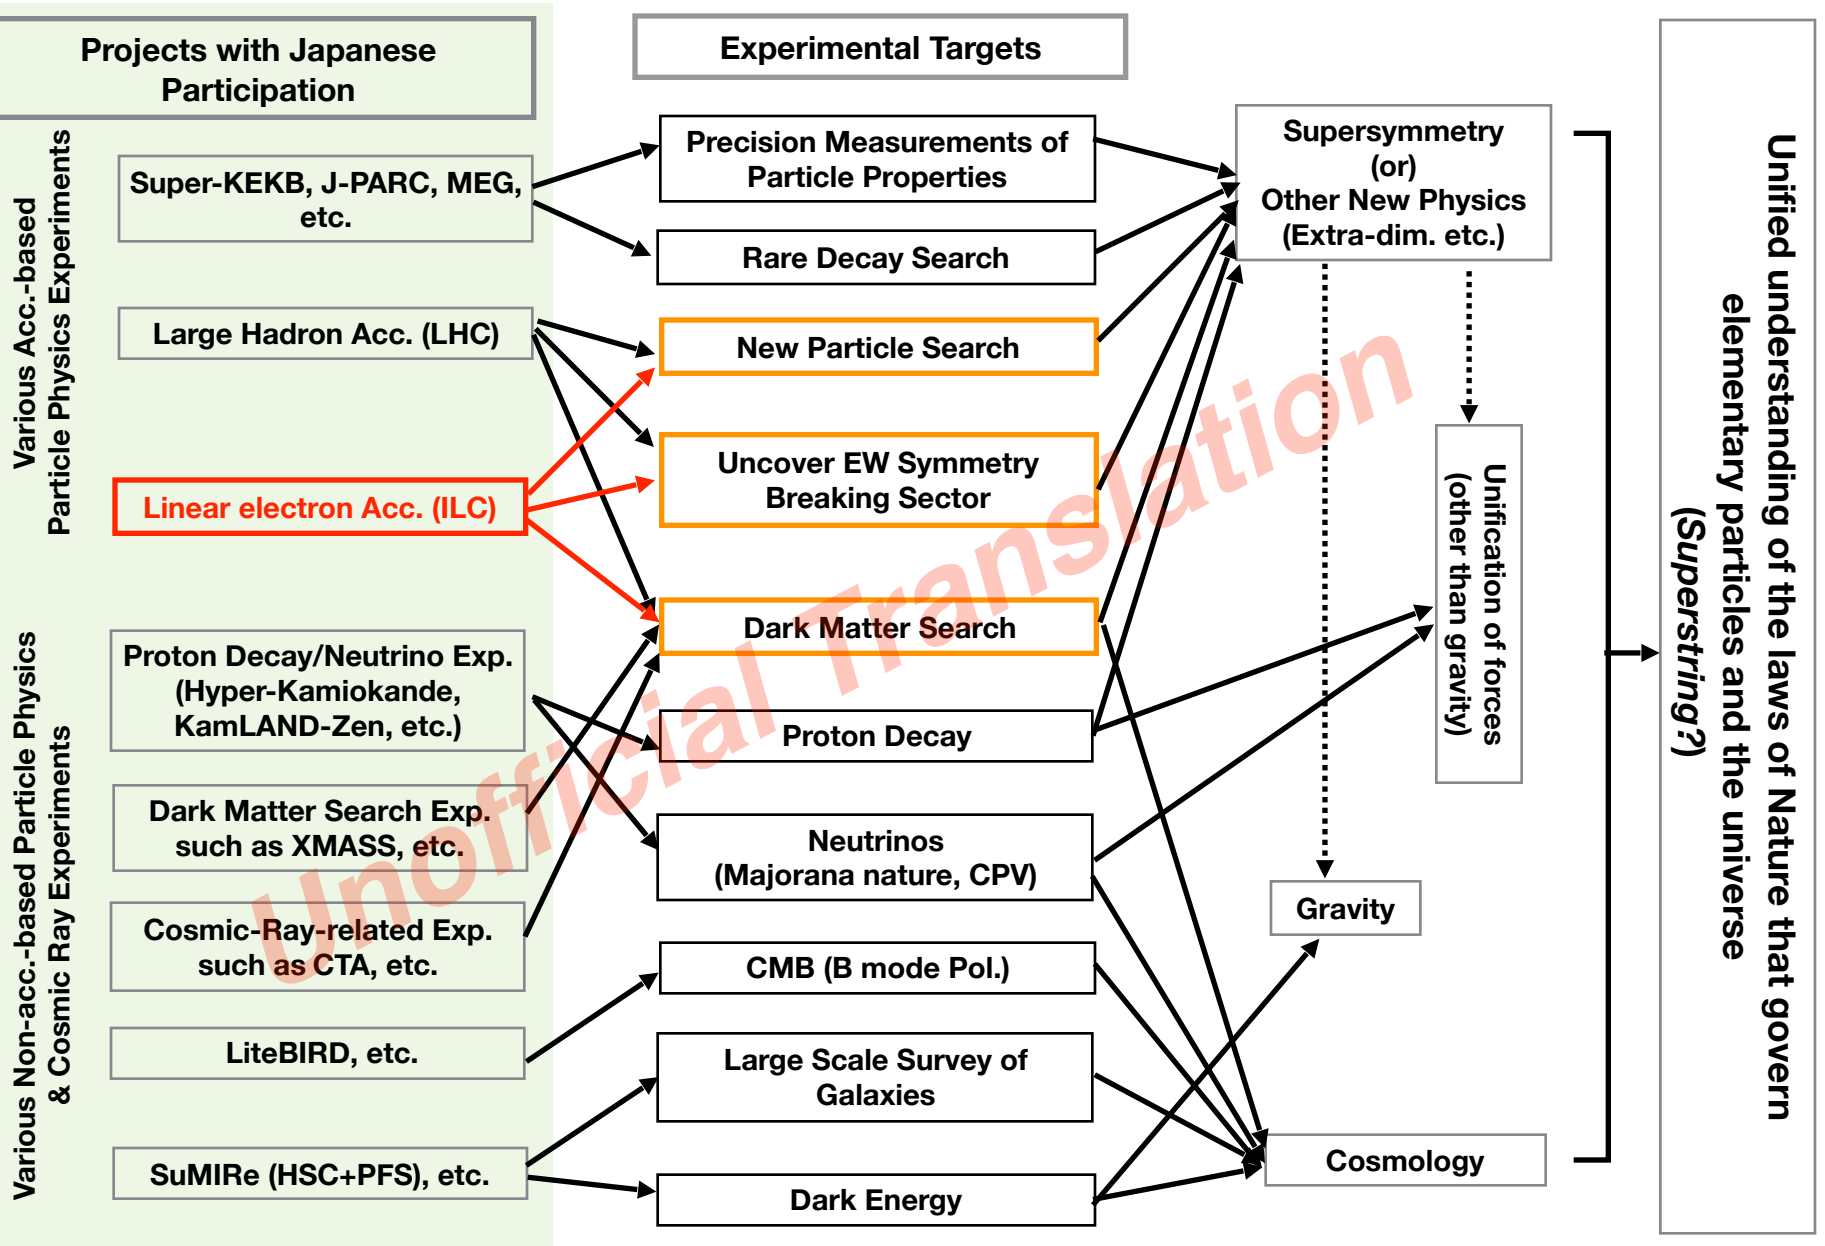 Projects with Japanese
Participation
Experimental Targets
Various Acc.-based
Particle Physics Experiments
Super-KEKB, J-PARC, MEG,
etc.
Large Hadron Acc. (LHC)
Linear electron Acc. (ILC)
Various Non-acc.-based Particle Physics
& Cosmic Ray Experiments
Proton Decay/Neutrino Exp.
(Hyper-Kamiokande,
KamLAND-Zen, etc.)
Dark Matter Search Exp.
such as XMASS, etc.
Cosmic-Ray-related Exp.
such as CTA, etc.
LiteBIRD, etc.
SuMIRe (HSC+PFS), etc.
Precision Measurements of
Particle Properties
Rare Decay Search
New Particle Search
Uncover EW Symmetry
Breaking Sector
Dark Matter Search
Proton Decay
Neutrinos
(Majorana nature, CPV)
CMB (B mode Pol.)
Large Scale Survey of
Galaxies
Dark Energy
Supersymmetry
(or)
Other New Physics
(Extra-dim. etc.)
Unification of forces
(other than gravity)
Gravity
Cosmology
Unified understanding of the laws of Nature that govern
elementary particles and the universe
(Superstring?)
Unofficial Translation